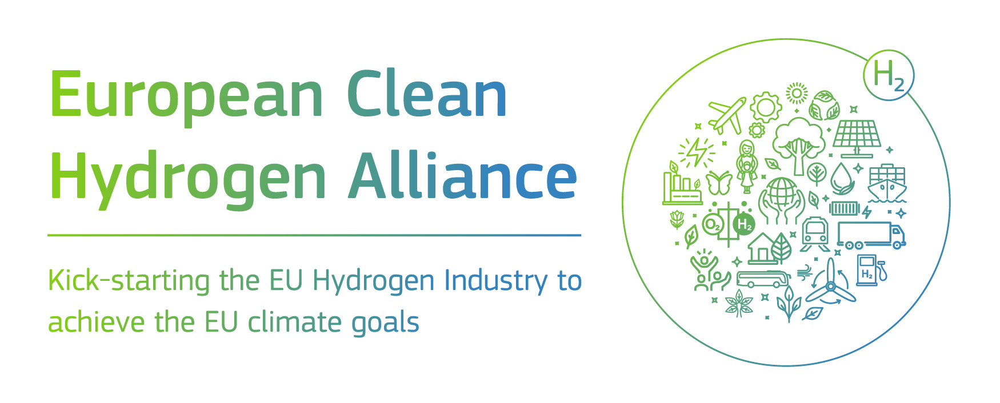 European Clean
Hydrogen Alliance
Kick-starting the EU Hydrogen Industry to
achieve the EU climate goals
H₂
O₂
H₂
H₂